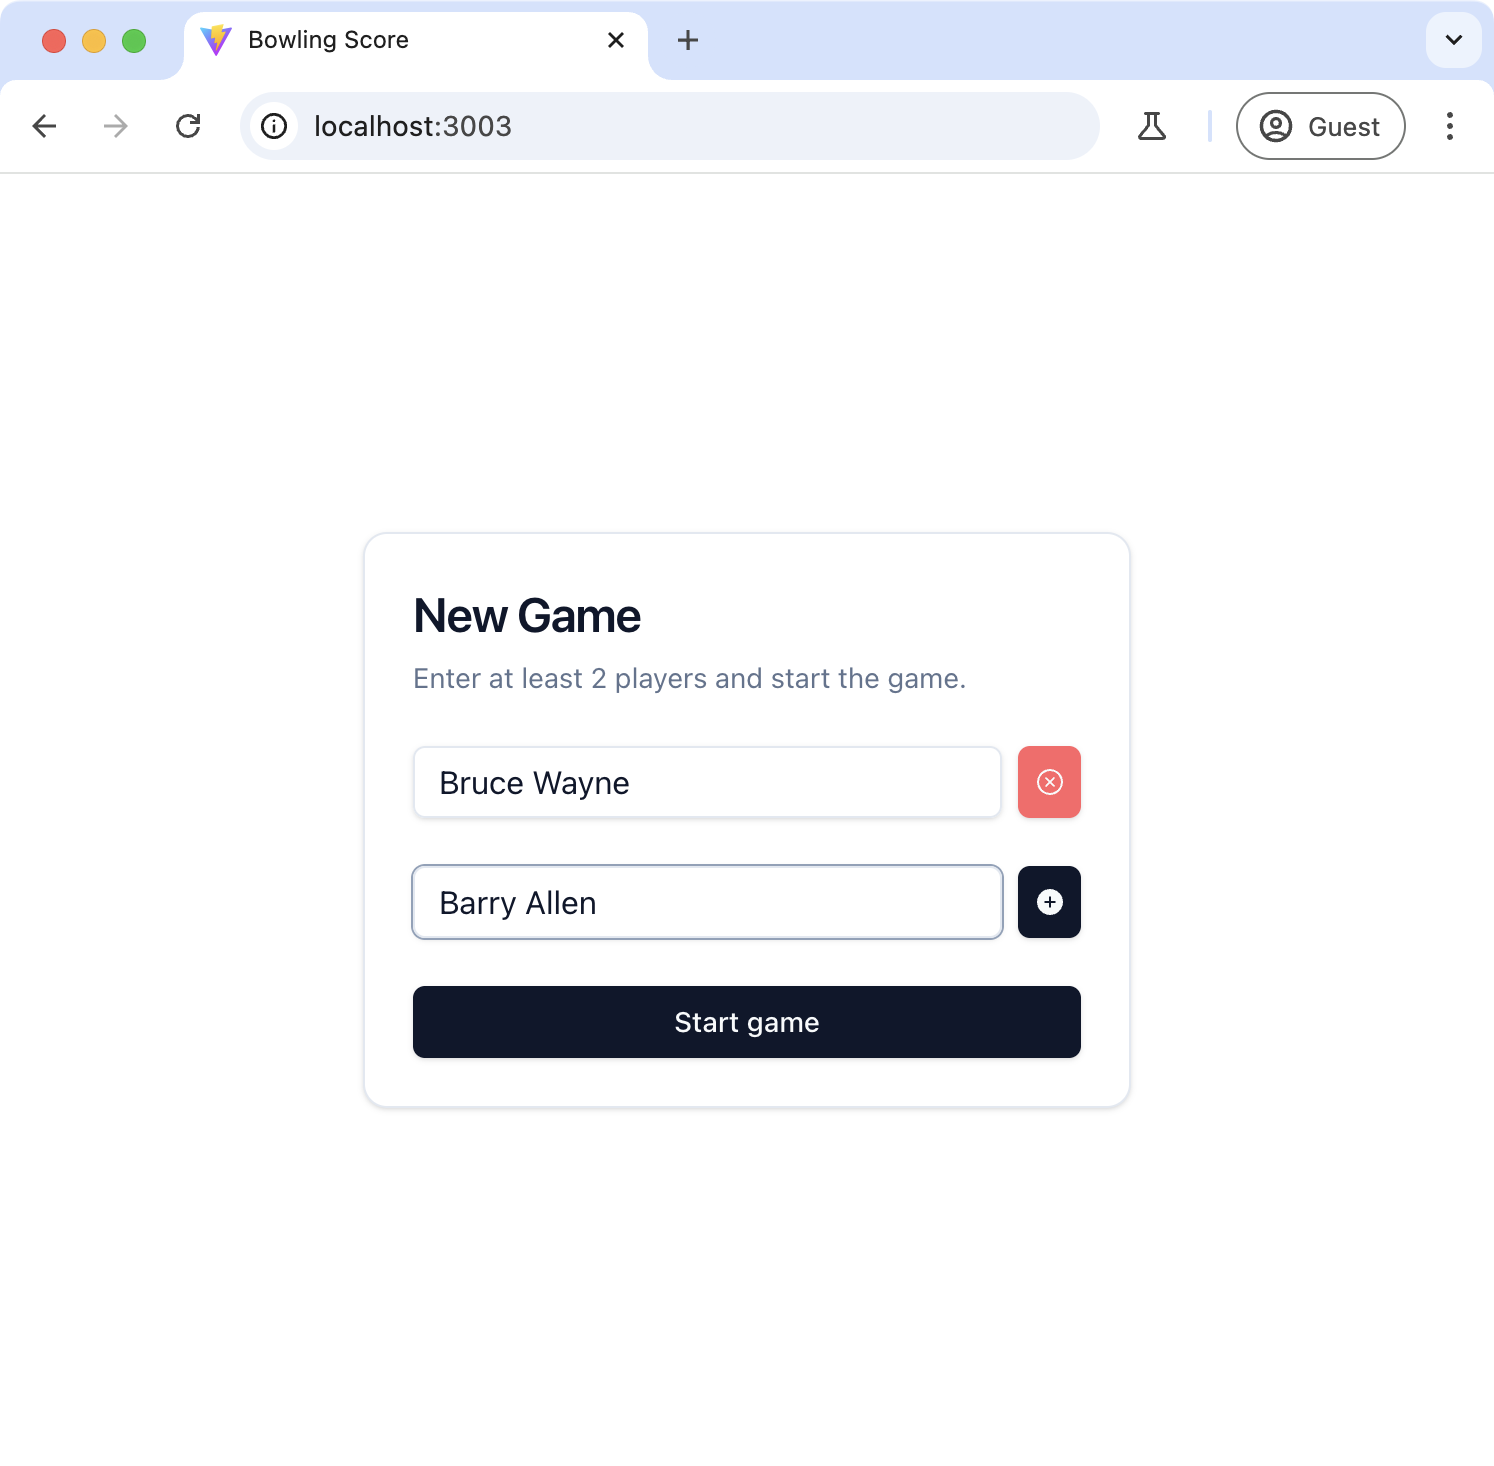 Bowling Score
localhost:3003
Guest
New Game
Enter at least 2 players and start the game.
Bruce Wayne
Barry Allen
Start game